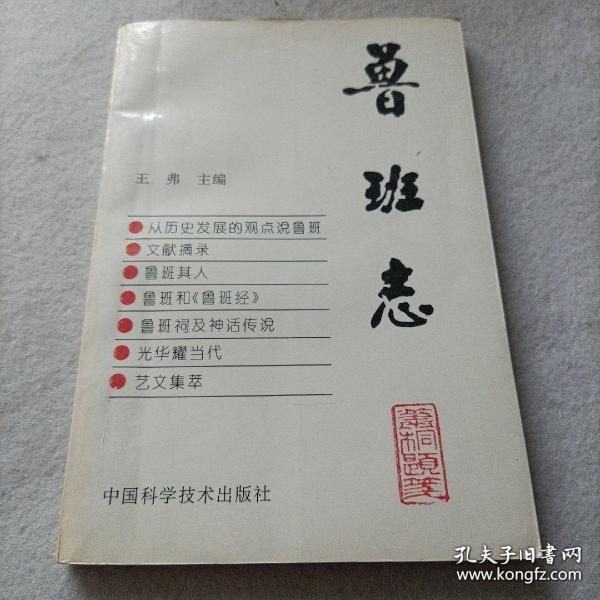 鲁班志
王弗 主编
从历史发展的观点说鲁班
文献摘录
鲁班其人
鲁班和《鲁班经》
鲁班祠及神话传说
光华耀当代
艺文集萃
中国科学技术出版社
孔夫子旧书网
www.kongfz.com